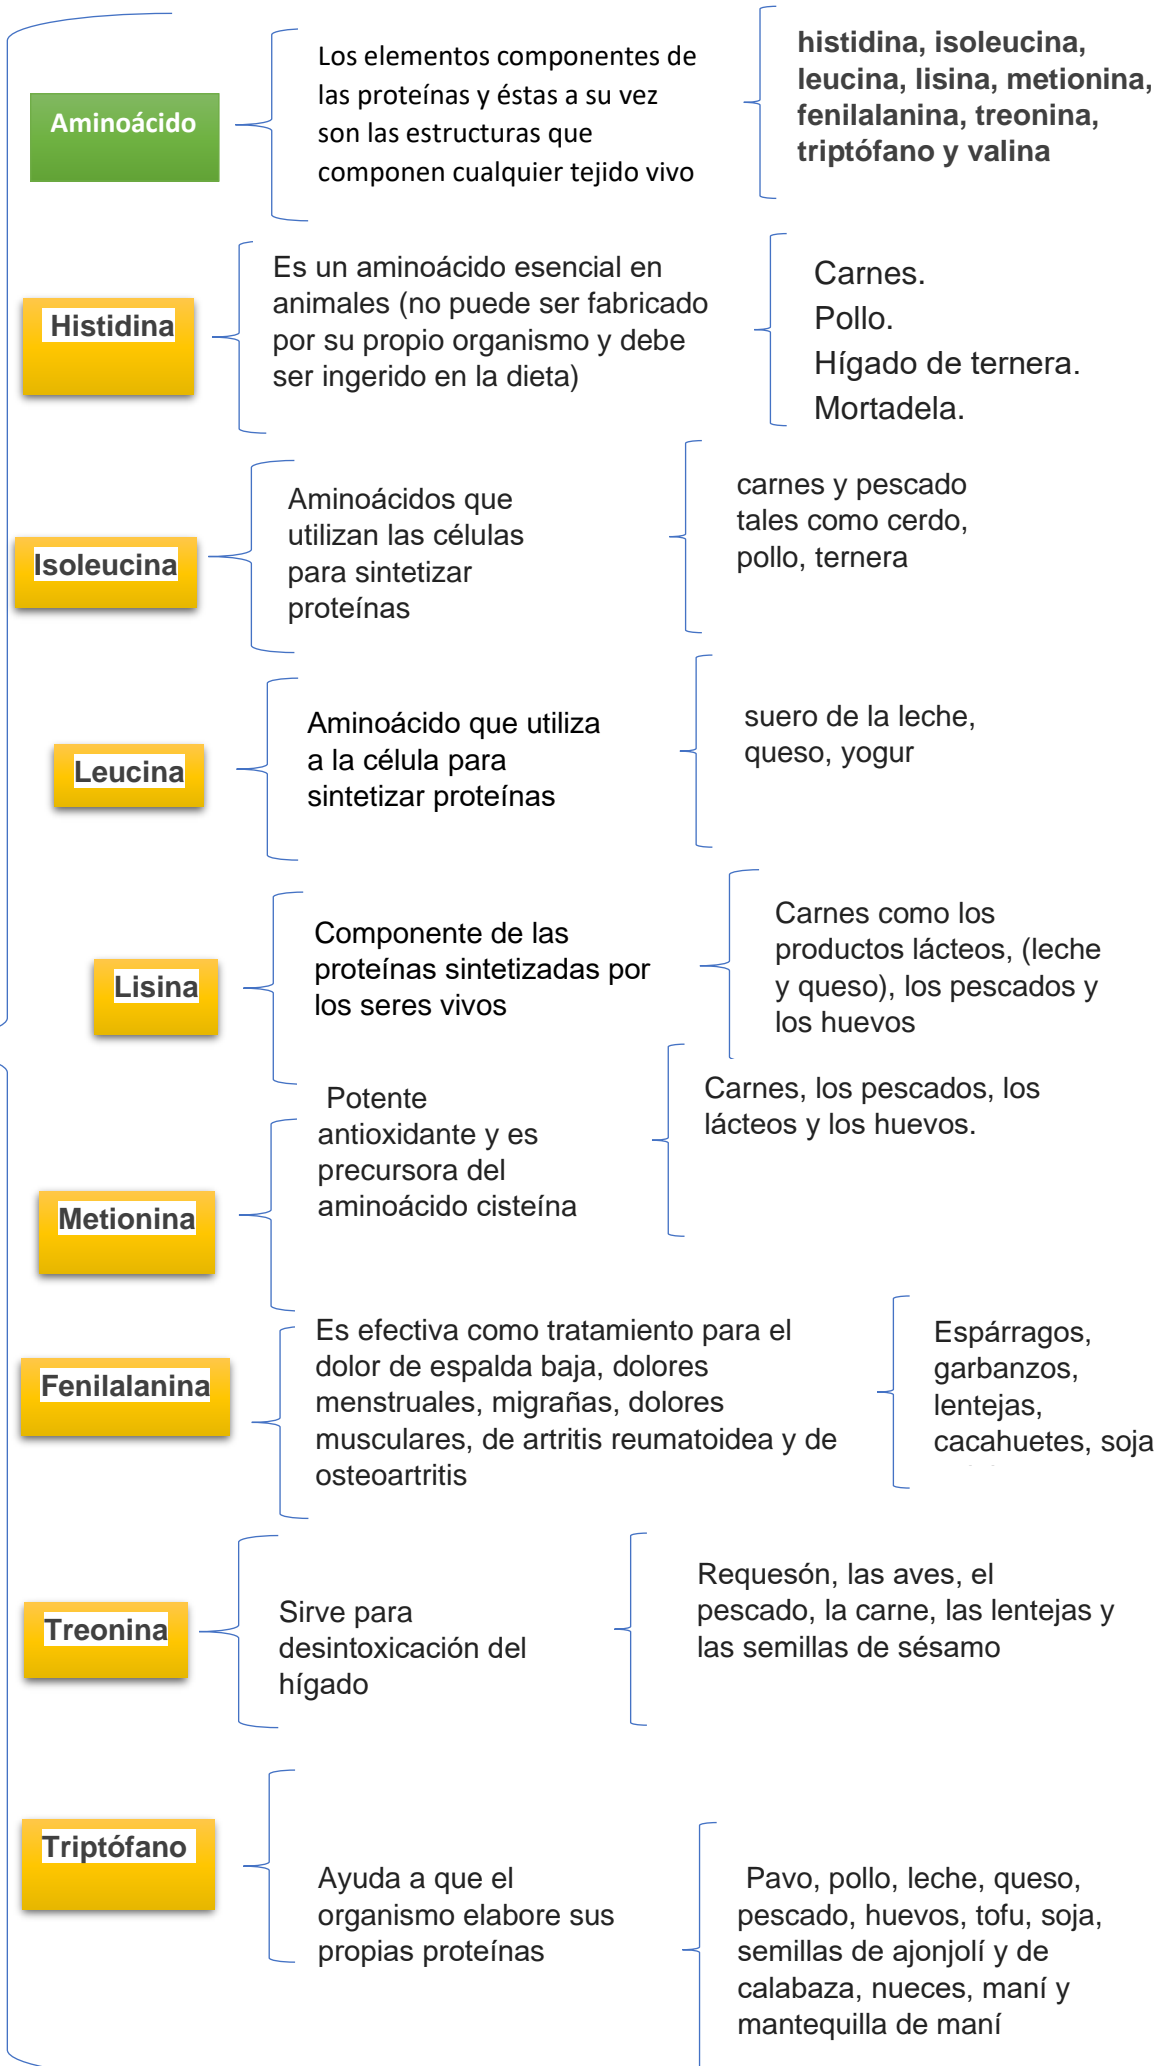 Aminoácido
Los elementos componentes de
las proteínas y éstas a su vez
son las estructuras que
componen cualquier tejido vivo
histidina, isoleucina,
leucina, lisina, metionina,
fenilalanina, treonina,
triptófano y valina
Histidina
Es un aminoácido esencial en
animales (no puede ser fabricado
por su propio organismo y debe
ser ingerido en la dieta)
Carnes.
Pollo.
Hígado de ternera.
Mortadela.
Isoleucina
Aminoácidos que
utilizan las células
para sintetizar
proteínas
carnes y pescado
tales como cerdo,
pollo, ternera
Leucina
Aminoácido que utiliza
a la célula para
sintetizar proteínas
suero de la leche,
queso, yogur
Lisina
Componente de las
proteínas sintetizadas por
los seres vivos
Carnes como los
productos lácteos, (leche
y queso), los pescados y
los huevos
Metionina
Potente
antioxidante y es
precursora del
aminoácido cisteína
Carnes, los pescados, los
lácteos y los huevos.
Fenilalanina
Es efectiva como tratamiento para el
dolor de espalda baja, dolores
menstruales, migrañas, dolores
musculares, de artritis reumatoidea y de
osteoartritis
Espárragos,
garbanzos,
lentejas,
cacahuetes, soja
Treonina
Sirve para
desintoxicación del
hígado
Requesón, las aves, el
pescado, la carne, las lentejas y
las semillas de sésamo
Triptófano
Ayuda a que el
organismo elabore sus
propias proteínas
Pavo, pollo, leche, queso,
pescado, huevos, tofu, soja,
semillas de ajonjolí y de
calabaza, nueces, maní y
mantequilla de maní